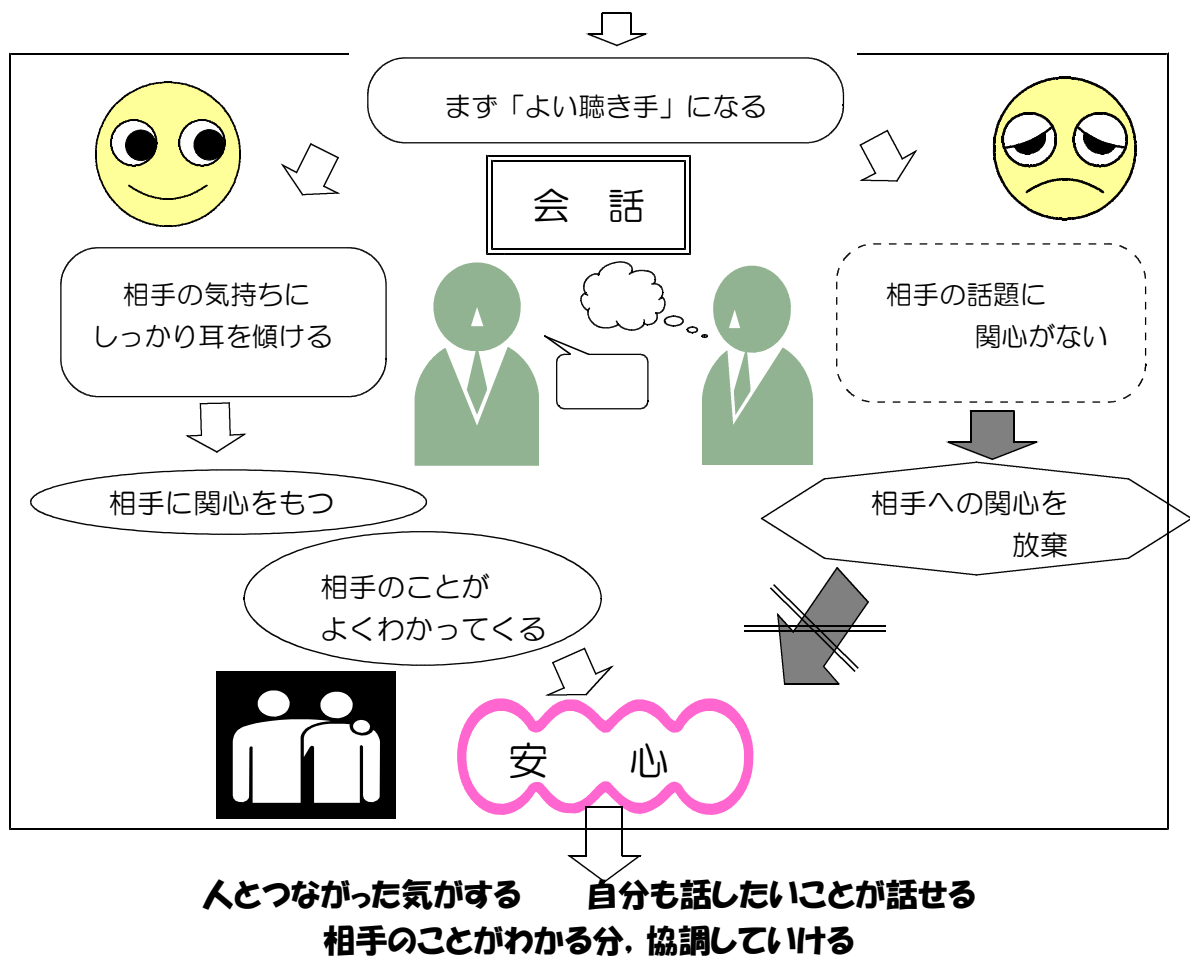 まず「よい聴き手」になる
会　話
相手の気持ちに
しっかり耳を傾ける
相手の話題に
関心がない
相手に関心をもつ
相手への関心を
放棄
相手のことが
よくわかってくる
安　心
人とつながった気がする　　自分も話したいことが話せる
相手のことがわかる分，協調していける